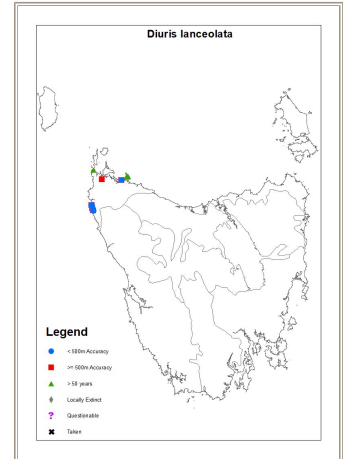 Diuris lanceolata
Legend
< 500m Accuracy
>= 500m Accuracy
> 50 years
Locally Extinct
? Questionable
Taken